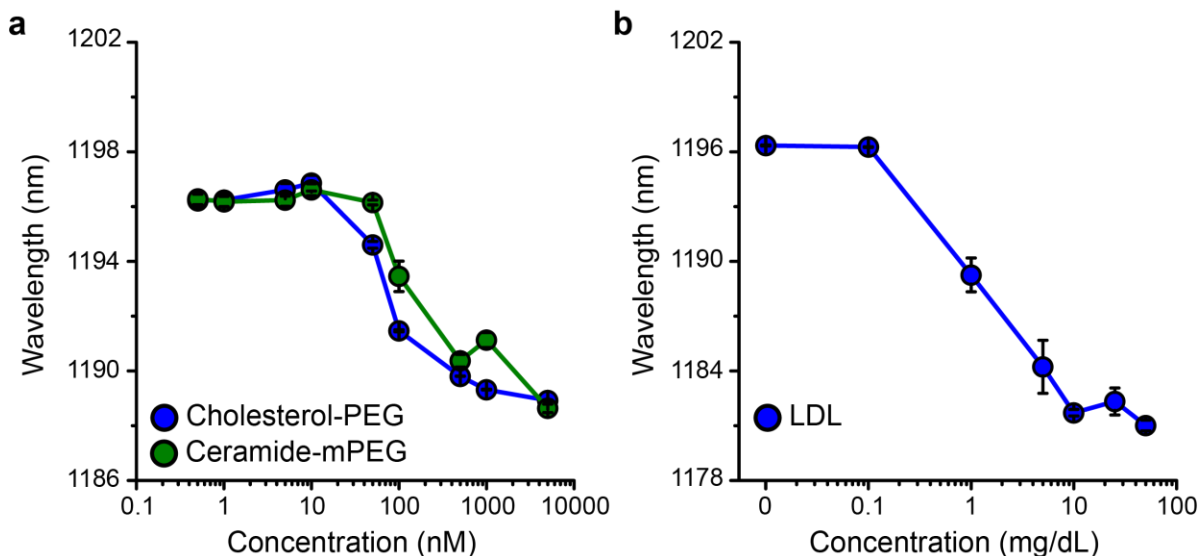 a
1202
1198
1194
1190
1186
Wavelength (nm)
Cholesterol-PEG
Ceramide-mPEG
0.1 1 10 100 1000 10000
Concentration (nM)
b
1202
1196
1190
1184
1178
Wavelength (nm)
LDL
0 0.1 1 10 100
Concentration (mg/dL)